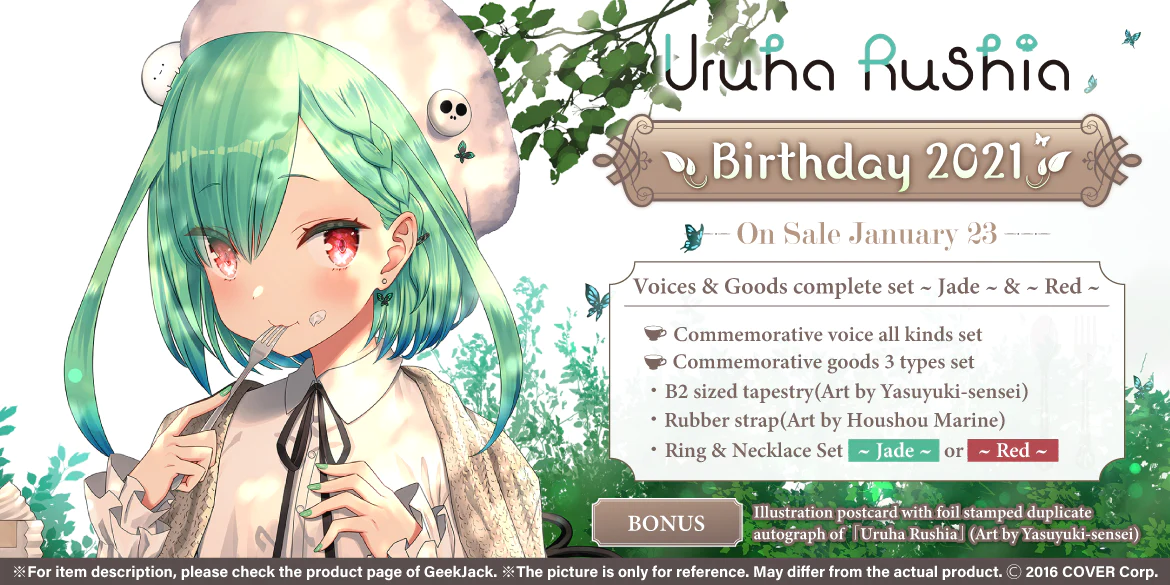 Uruha Rushia
Birthday 2021
On Sale January 23
Voices & Goods complete set ~ Jade ~ & ~ Red ~
Commemorative voice all kinds set
Commemorative goods 3 types set
・B2 sized tapestry(Art by Yasuyuki-sensei)
・Rubber strap(Art by Houshou Marine)
・Ring & Necklace Set ~ Jade ~ or ~ Red ~
BONUS
Illustration postcard with foil stamped duplicate
autograph of「Uruha Rushia」(Art by Yasuyuki-sensei)
※For item description, please check the product page of GeekJack. ※The picture is only for reference. May differ from the actual product. Ⓒ 2016 COVER Corp.